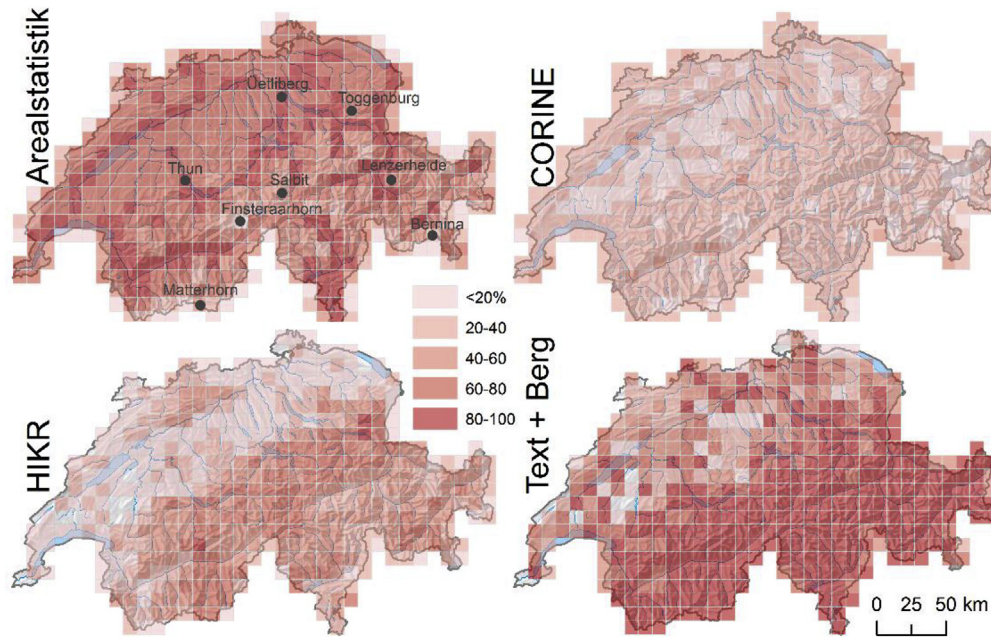 Arealstatistik
Uetliberg
Toggenburg
Thun
Salbit
Lenzerheide
Finsteraarhorn
Bernina
Matterhorn
CORINE
<20%
20-40
40-60
60-80
80-100
HIKR
Text + Berg
0 25 50 km